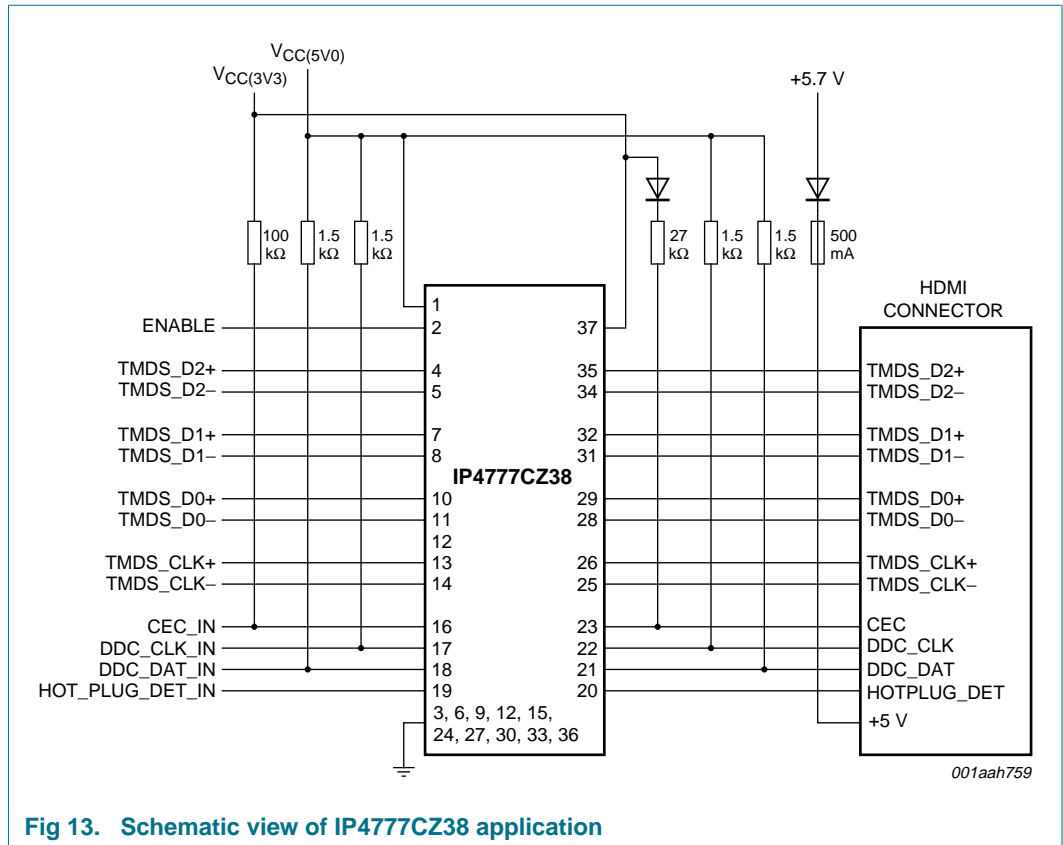 VCC(5V0)
VCC(3V3)
+5.7 V
100 kΩ
1.5 kΩ
1.5 kΩ
27 kΩ
1.5 kΩ
1.5 kΩ
500 mA
HDMI
CONNECTOR
1
ENABLE 2 37
TMDS_D2+ 4 35 TMDS_D2+
TMDS_D2− 5 34 TMDS_D2−
TMDS_D1+ 7 32 TMDS_D1+
TMDS_D1− 8 31 TMDS_D1−
IP4777CZ38
TMDS_D0+ 10 29 TMDS_D0+
TMDS_D0− 11 28 TMDS_D0−
12
TMDS_CLK+ 13 26 TMDS_CLK+
TMDS_CLK− 14 25 TMDS_CLK−
CEC_IN 16 23 CEC
DDC_CLK_IN 17 22 DDC_CLK
DDC_DAT_IN 18 21 DDC_DAT
HOT_PLUG_DET_IN 19 20 HOTPLUG_DET
3, 6, 9, 12, 15,
24, 27, 30, 33, 36
+5 V
001aah759
Fig 13. Schematic view of IP4777CZ38 application